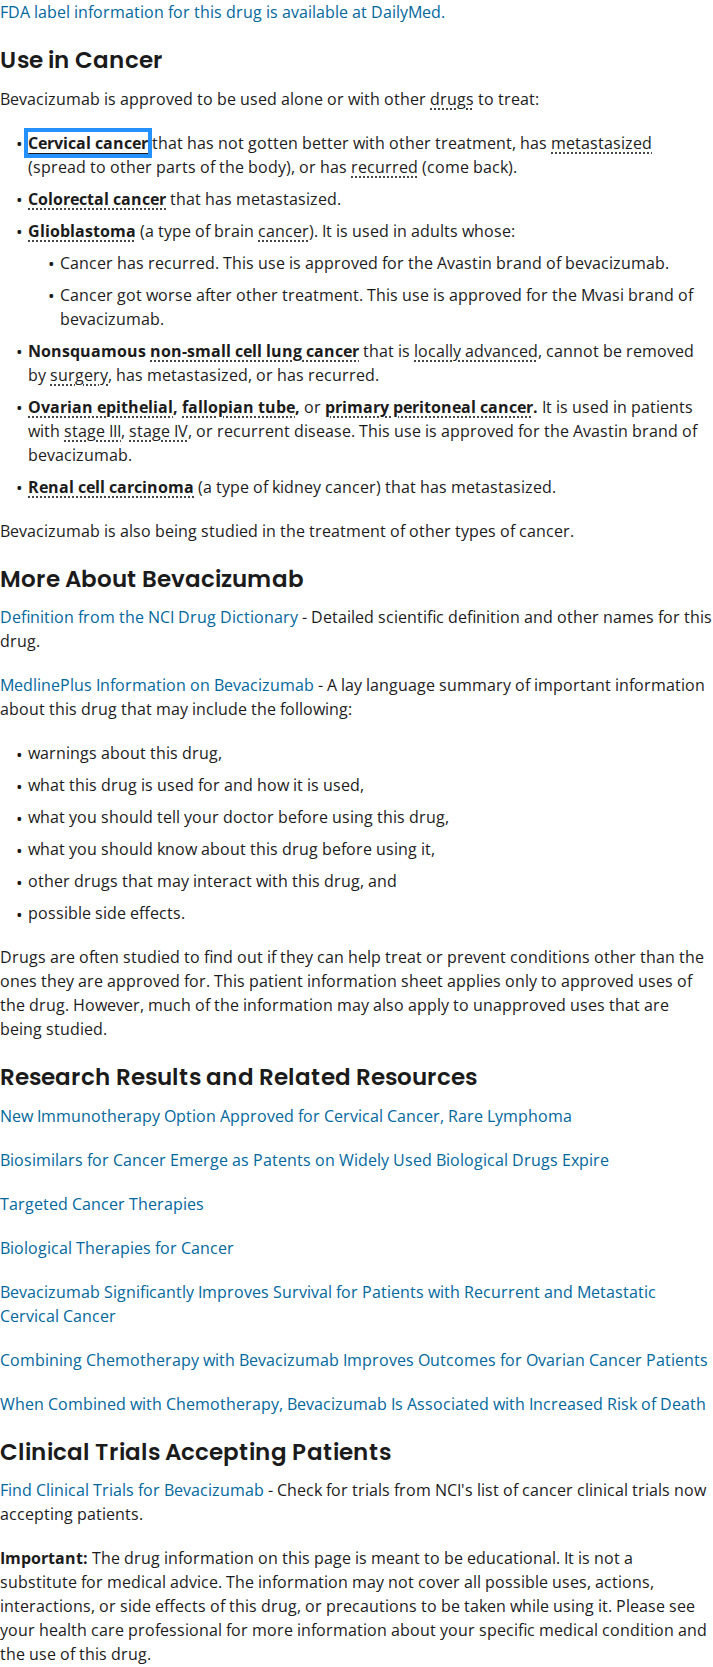 FDA label information for this drug is available at DailyMed.
Use in Cancer
Bevacizumab is approved to be used alone or with other drugs to treat:
• Cervical cancer that has not gotten better with other treatment, has metastasized
(spread to other parts of the body), or has recurred (come back).
• Colorectal cancer that has metastasized.
• Glioblastoma (a type of brain cancer). It is used in adults whose:
• Cancer has recurred. This use is approved for the Avastin brand of bevacizumab.
• Cancer got worse after other treatment. This use is approved for the Mvasi brand of
bevacizumab.
• Nonsquamous non-small cell lung cancer that is locally advanced, cannot be removed
by surgery, has metastasized, or has recurred.
• Ovarian epithelial, fallopian tube, or primary peritoneal cancer. It is used in patients
with stage III, stage IV, or recurrent disease. This use is approved for the Avastin brand of
bevacizumab.
• Renal cell carcinoma (a type of kidney cancer) that has metastasized.
Bevacizumab is also being studied in the treatment of other types of cancer.
More About Bevacizumab
Definition from the NCI Drug Dictionary - Detailed scientific definition and other names for this
drug.
MedlinePlus Information on Bevacizumab - A lay language summary of important information
about this drug that may include the following:
• warnings about this drug,
• what this drug is used for and how it is used,
• what you should tell your doctor before using this drug,
• what you should know about this drug before using it,
• other drugs that may interact with this drug, and
• possible side effects.
Drugs are often studied to find out if they can help treat or prevent conditions other than the
ones they are approved for. This patient information sheet applies only to approved uses of
the drug. However, much of the information may also apply to unapproved uses that are
being studied.
Research Results and Related Resources
New Immunotherapy Option Approved for Cervical Cancer, Rare Lymphoma
Biosimilars for Cancer Emerge as Patents on Widely Used Biological Drugs Expire
Targeted Cancer Therapies
Biological Therapies for Cancer
Bevacizumab Significantly Improves Survival for Patients with Recurrent and Metastatic
Cervical Cancer
Combining Chemotherapy with Bevacizumab Improves Outcomes for Ovarian Cancer Patients
When Combined with Chemotherapy, Bevacizumab Is Associated with Increased Risk of Death
Clinical Trials Accepting Patients
Find Clinical Trials for Bevacizumab - Check for trials from NCI's list of cancer clinical trials now
accepting patients.
Important: The drug information on this page is meant to be educational. It is not a
substitute for medical advice. The information may not cover all possible uses, actions,
interactions, or side effects of this drug, or precautions to be taken while using it. Please see
your health care professional for more information about your specific medical condition and
the use of this drug.